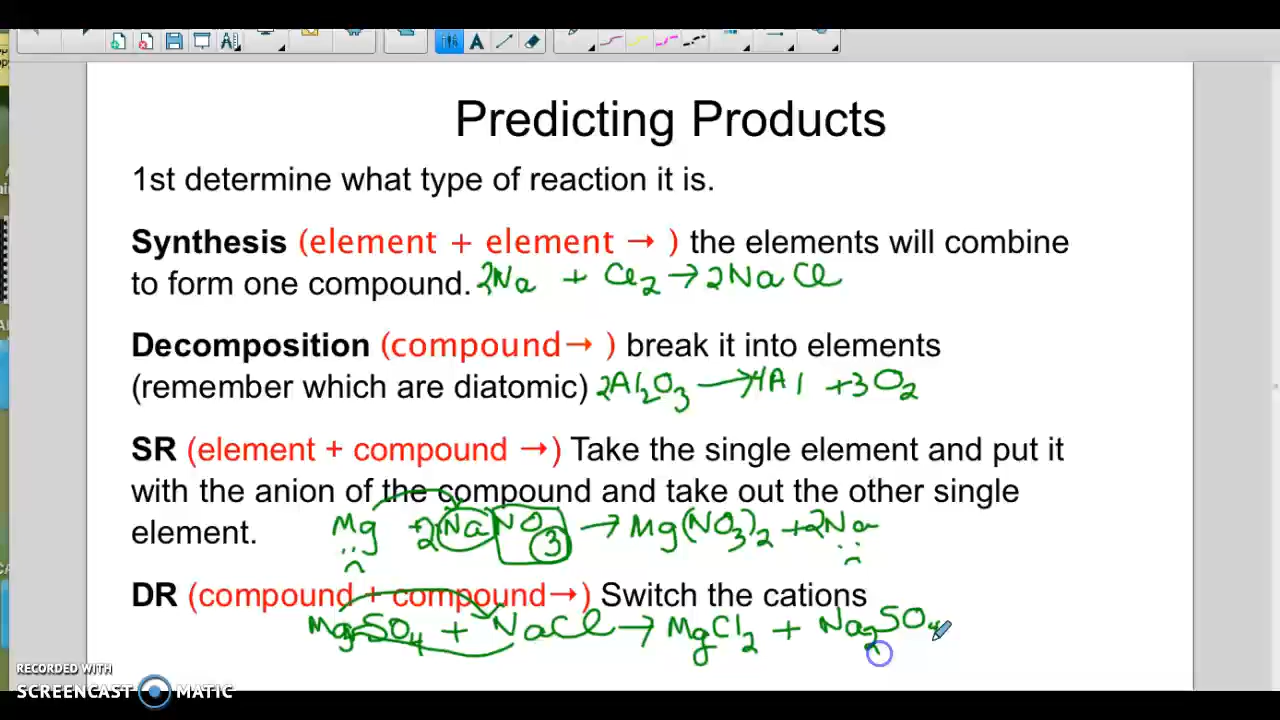 Predicting Products
1st determine what type of reaction it is.
Synthesis (element + element → ) the elements will combine
to form one compound. 2Na + Cl2 → 2NaCl
Decomposition (compound→ ) break it into elements
(remember which are diatomic) 2Al2O3 → 4Al + 3O2
SR (element + compound →) Take the single element and put it
with the anion of the compound and take out the other single
element. Mg + 2NaNO3 → Mg(NO3)2 + 2Na
DR (compound + compound→) Switch the cations
MgSO4 + NaCl → MgCl2 + Na2SO4
RECORDED WITH
SCREENCAST MATIC